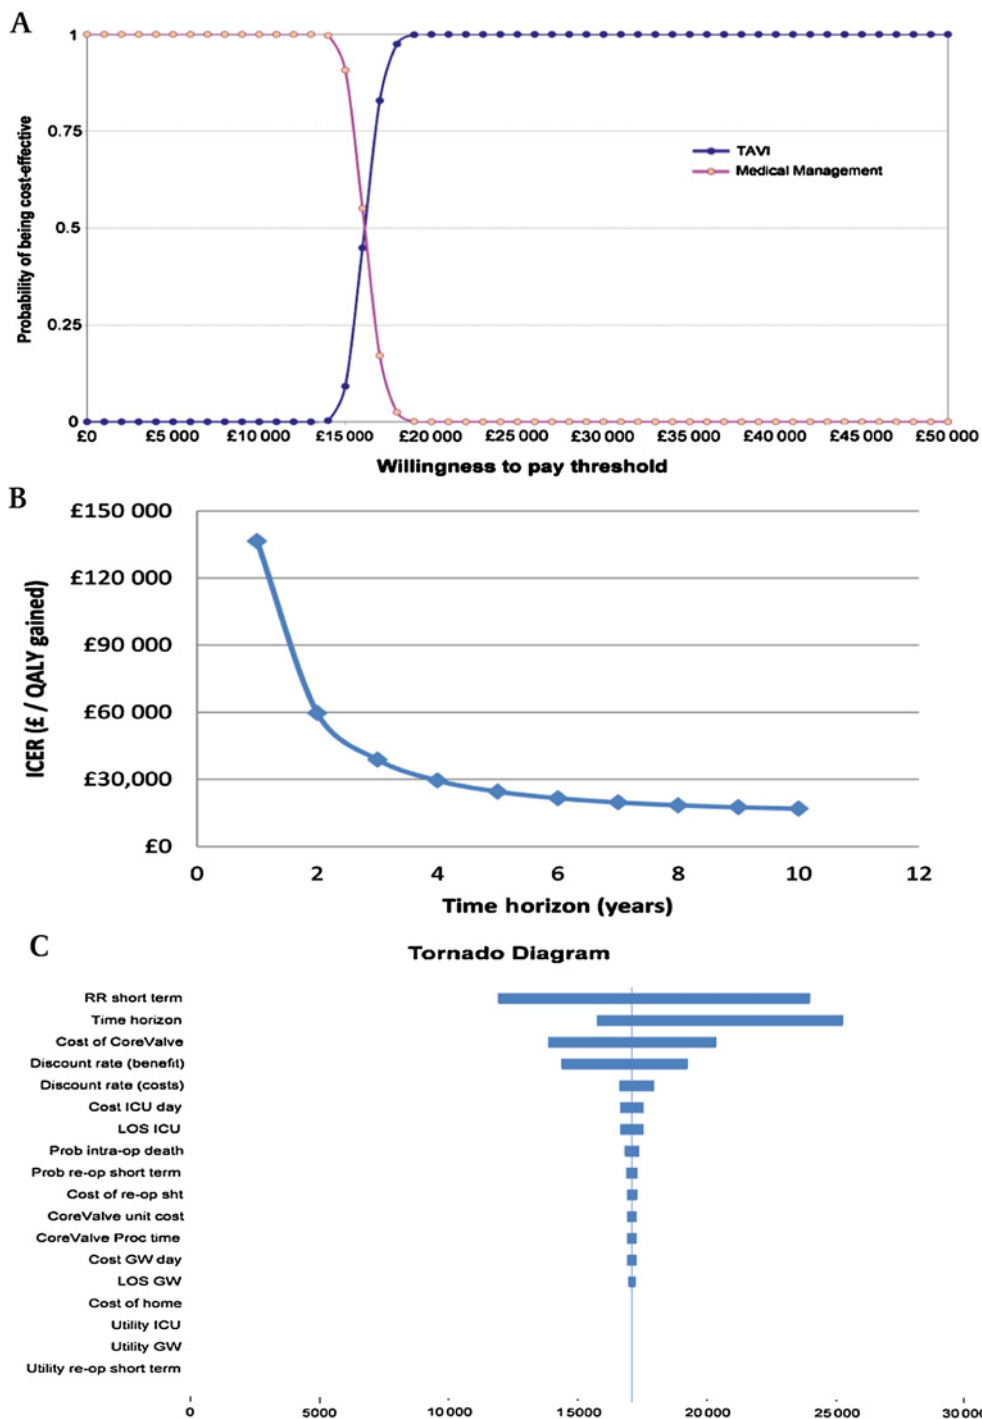 A
1
0.75
0.5
0.25
0
Probability of being cost-effective
TAVI
Medical Management
£0 £5 000 £10 000 £15 000 £20 000 £25 000 £30 000 £35 000 £40 000 £45 000 £50 000
Willingness to pay threshold
B
£150 000
£120 000
£90 000
£60 000
£30,000
£0
ICER (£ / QALY gained)
0 2 4 6 8 10 12
Time horizon (years)
C
Tornado Diagram
RR short term
Time horizon
Cost of CoreValve
Discount rate (benefit)
Discount rate (costs)
Cost ICU day
LOS ICU
Prob intra-op death
Prob re-op short term
Cost of re-op sht
CoreValve unit cost
CoreValve Proc time
Cost GW day
LOS GW
Cost of home
Utility ICU
Utility GW
Utility re-op short term
0 5000 10 000 15 000 20 000 25 000 30 000